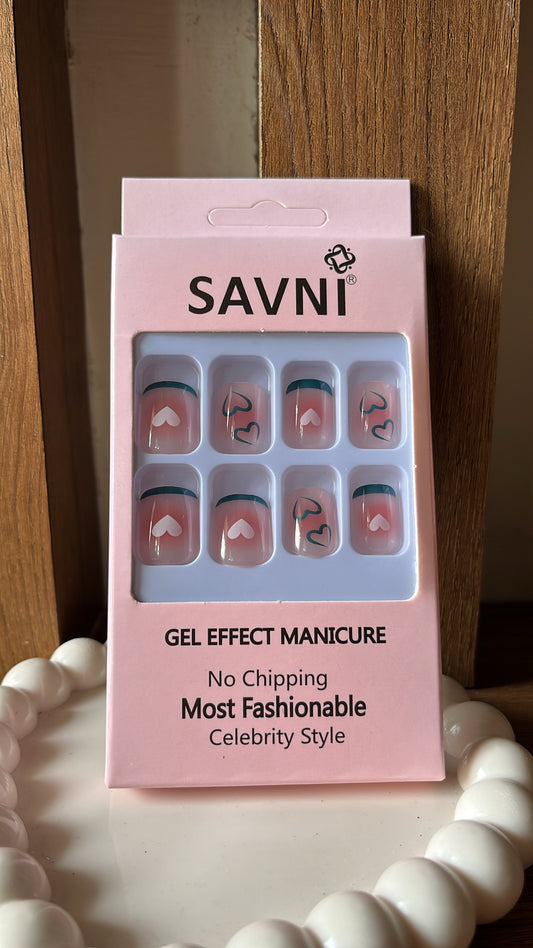 SAVNI®
GEL EFFECT MANICURE
No Chipping
Most Fashionable
Celebrity Style